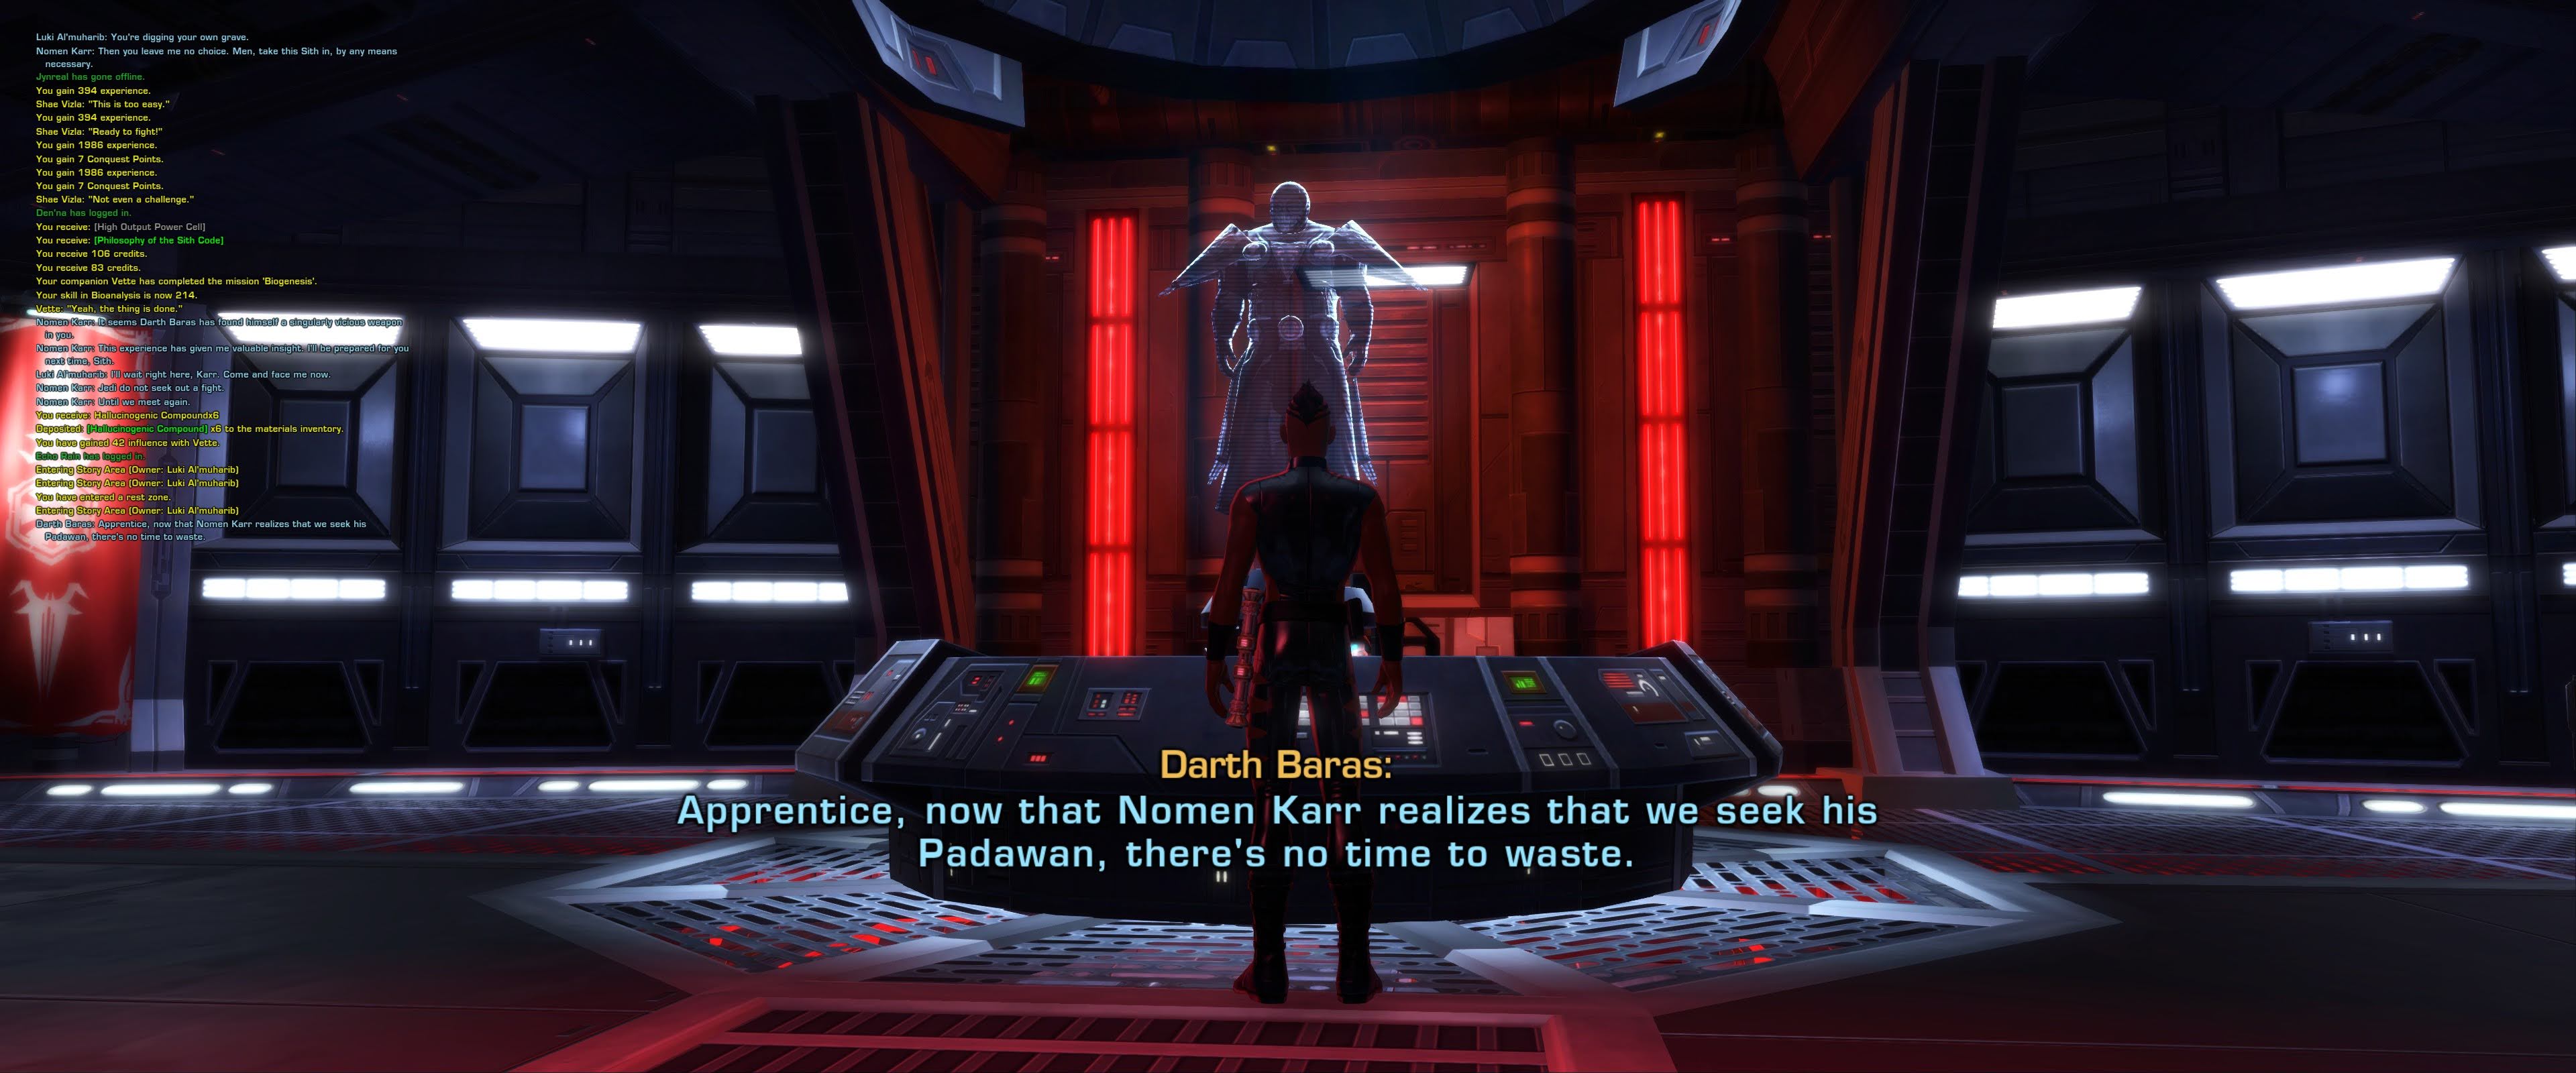 Luki Al'muharib: You're digging your own grave.
Nomen Karr: Then you leave me no choice. Men, take this Sith in, by any means
necessary.
Jynreal has gone offline.
You gain 394 experience.
Shae Vizla: "This is too easy."
You gain 394 experience.
Shae Vizla: "Ready to fight!"
You gain 1986 experience.
You gain 7 Conquest Points.
You gain 1986 experience.
You gain 7 Conquest Points.
Shae Vizla: "Not even a challenge."
Den'na has logged in.
You receive: [High Output Power Cell]
You receive: [Philosophy of the Sith Code]
You receive 106 credits.
You receive 83 credits.
Your companion Vette has completed the mission 'Biogenesis'.
Your skill in Bioanalysis is now 214.
Vette: "Yeah, the thing is done."
Nomen Karr: It seems Darth Baras has found himself a singularly vicious weapon
in you.
Nomen Karr: This experience has given me valuable insight. I'll be prepared for you
next time, Sith.
Luki Al'muharib: I'll wait right here, Karr. Come and face me now.
Nomen Karr: Jedi do not seek out a fight.
Nomen Karr: Until we meet again.
You receive: Hallucinogenic Compoundx6
Deposited: [Hallucinogenic Compound] x6 to the materials inventory.
You have gained 42 influence with Vette.
Echo Rain has logged in.
Entering Story Area (Owner: Luki Al'muharib)
Entering Story Area (Owner: Luki Al'muharib)
You have entered a rest zone.
Entering Story Area (Owner: Luki Al'muharib)
Darth Baras: Apprentice, now that Nomen Karr realizes that we seek his
Padawan, there's no time to waste.
Darth Baras:
Apprentice, now that Nomen Karr realizes that we seek his
Padawan, there's no time to waste.